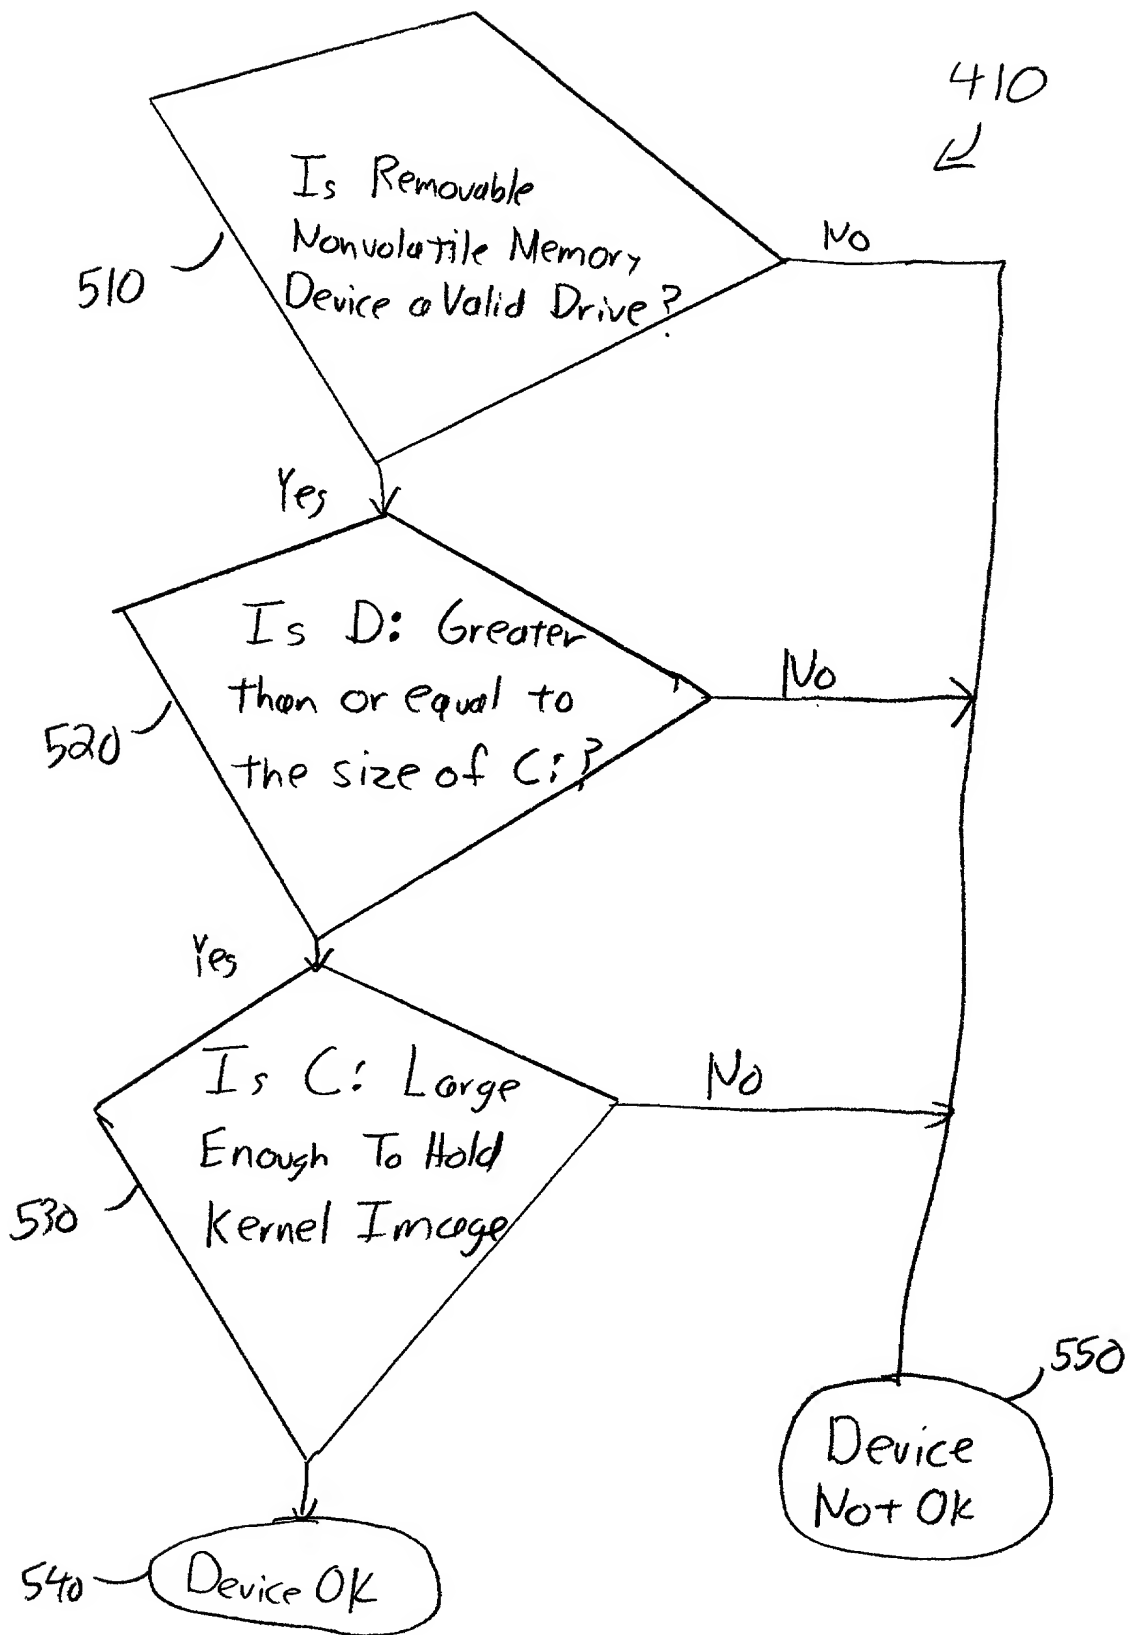 410
Is Removable
Nonvolatile Memory
Device a Valid Drive?
510
No
Yes
Is D: Greater
than or equal to
the size of C:?
520
No
Yes
Is C: Large
Enough To Hold
Kernel Image
530
No
550
Device
Not Ok
540
Device OK